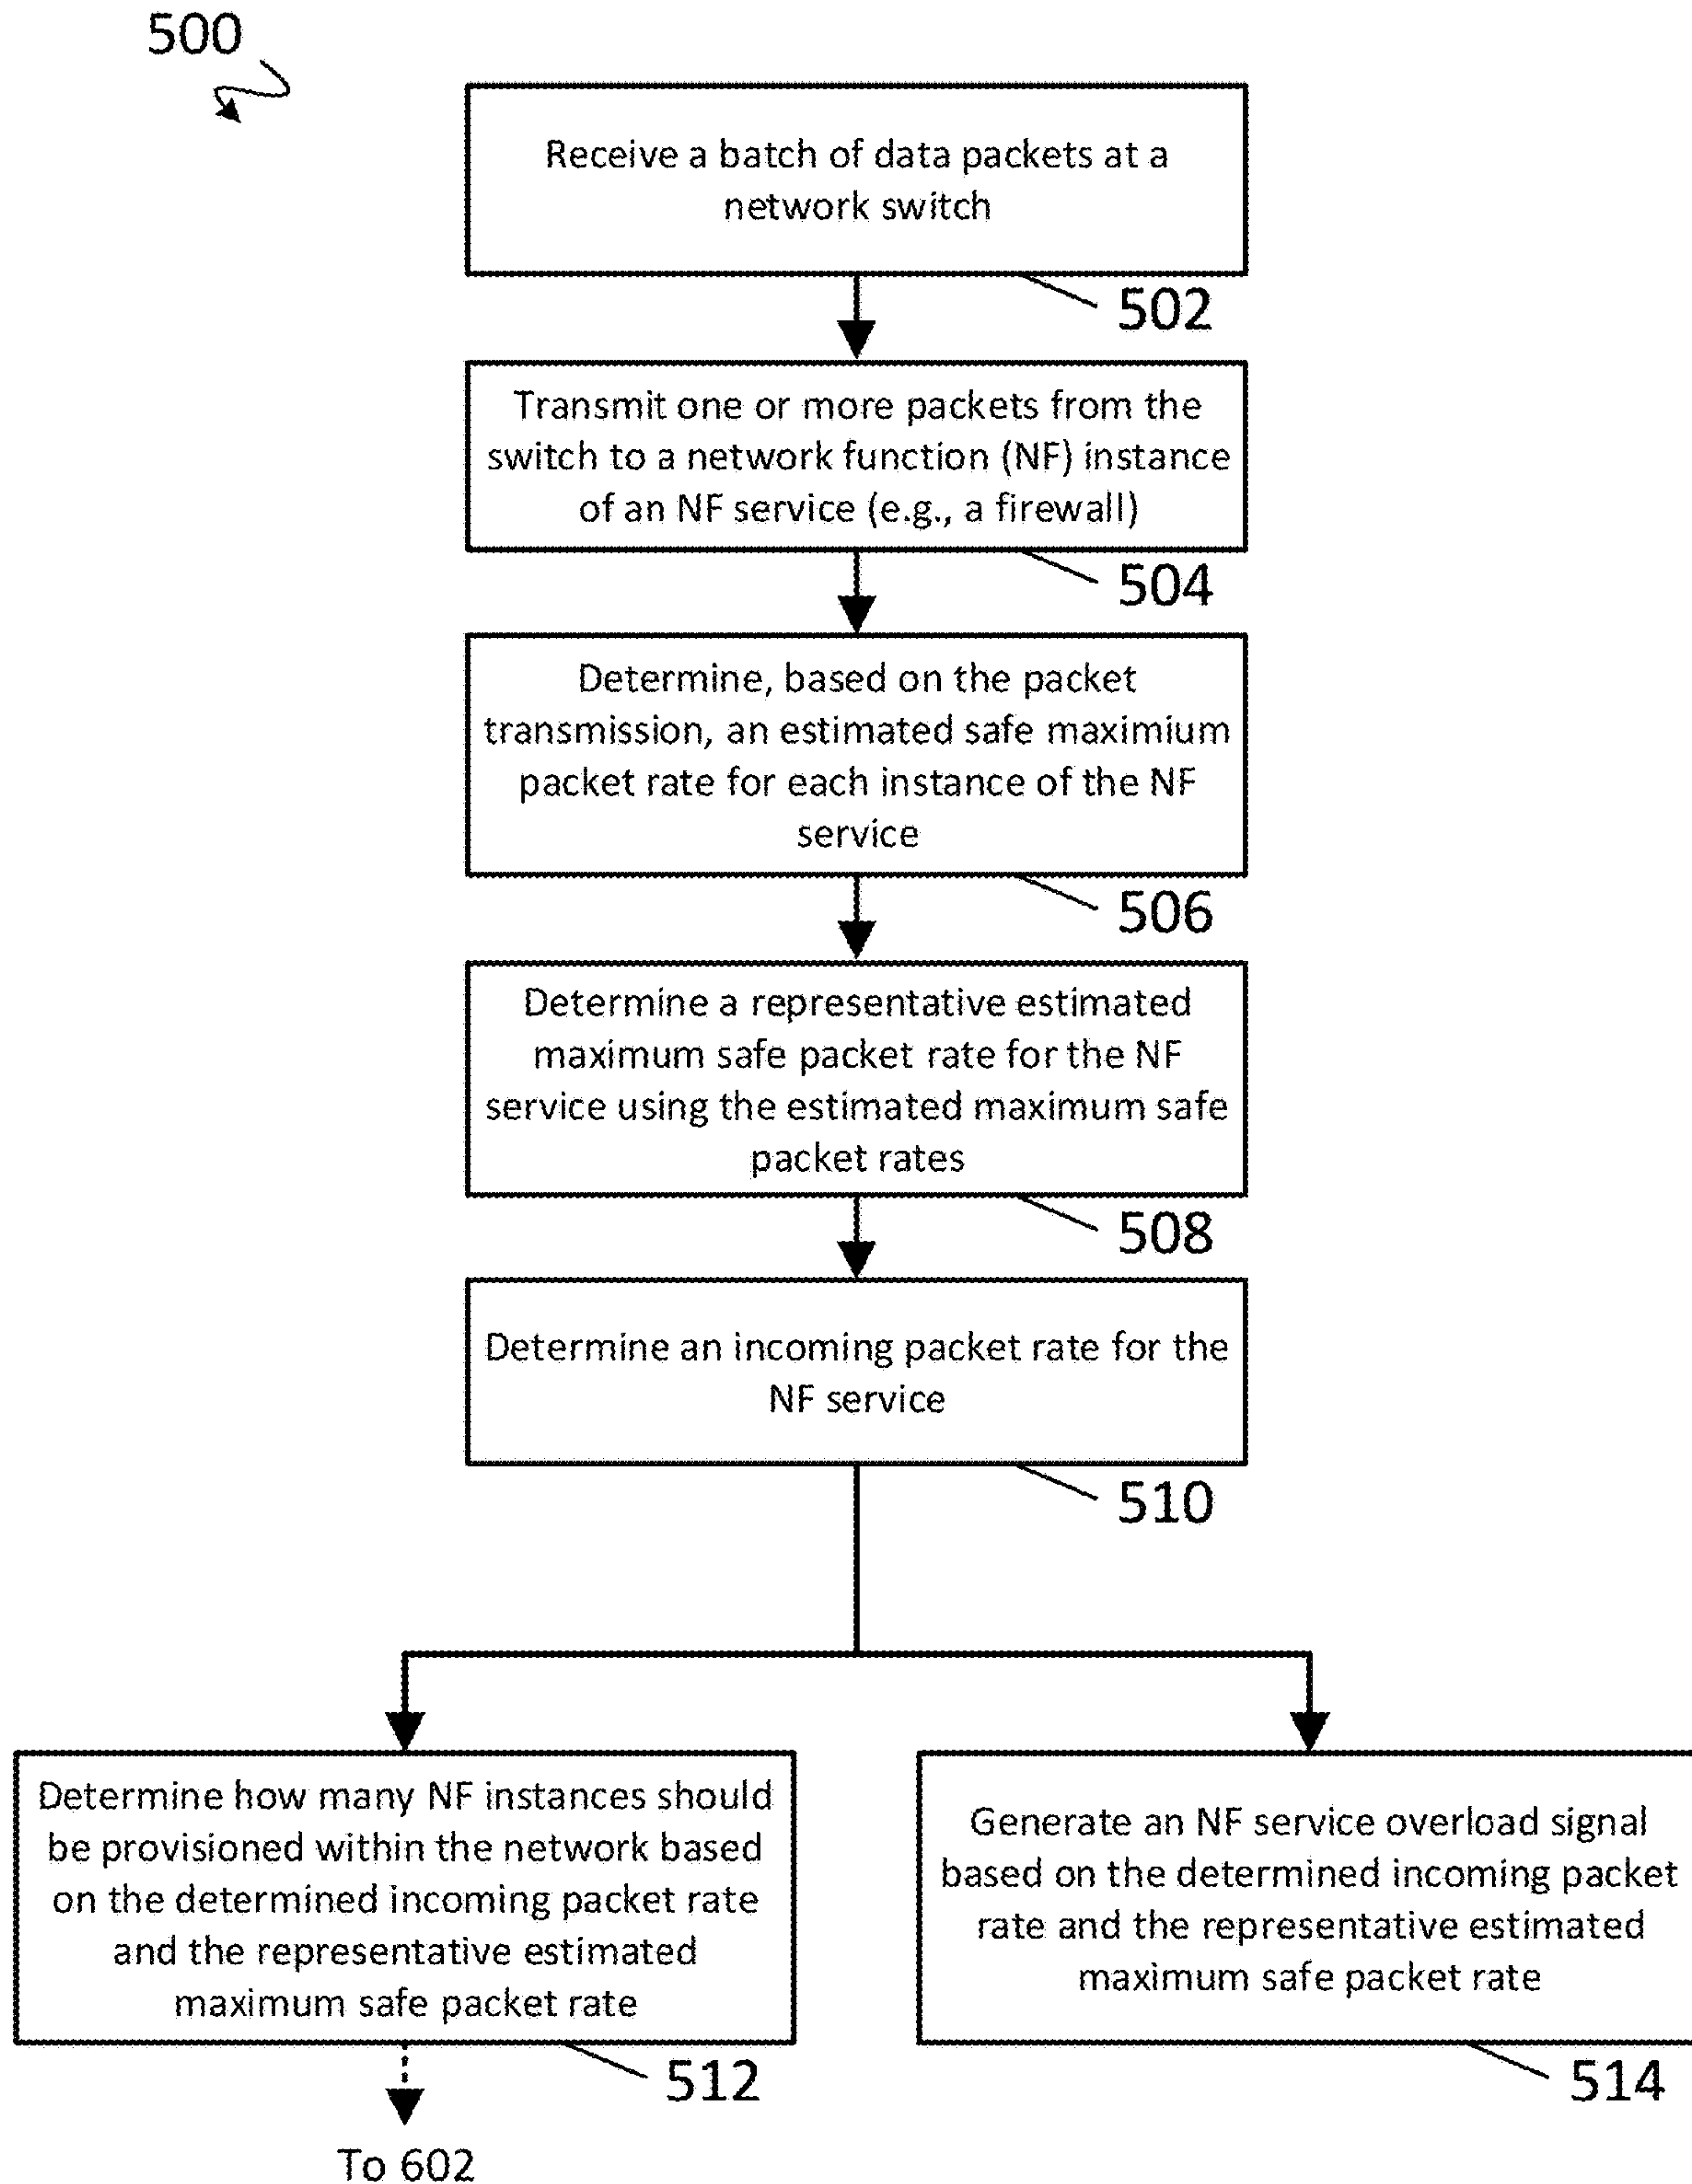 500
Receive a batch of data packets at a
network switch
502
Transmit one or more packets from the
switch to a network function (NF) instance
of an NF service (e.g., a firewall)
504
Determine, based on the packet
transmission, an estimated safe maximium
packet rate for each instance of the NF
service
506
Determine a representative estimated
maximum safe packet rate for the NF
service using the estimated maximum safe
packet rates
508
Determine an incoming packet rate for the
NF service
510
Determine how many NF instances should
be provisioned within the network based
on the determined incoming packet rate
and the representative estimated
maximum safe packet rate
512
To 602
Generate an NF service overload signal
based on the determined incoming packet
rate and the representative estimated
maximum safe packet rate
514